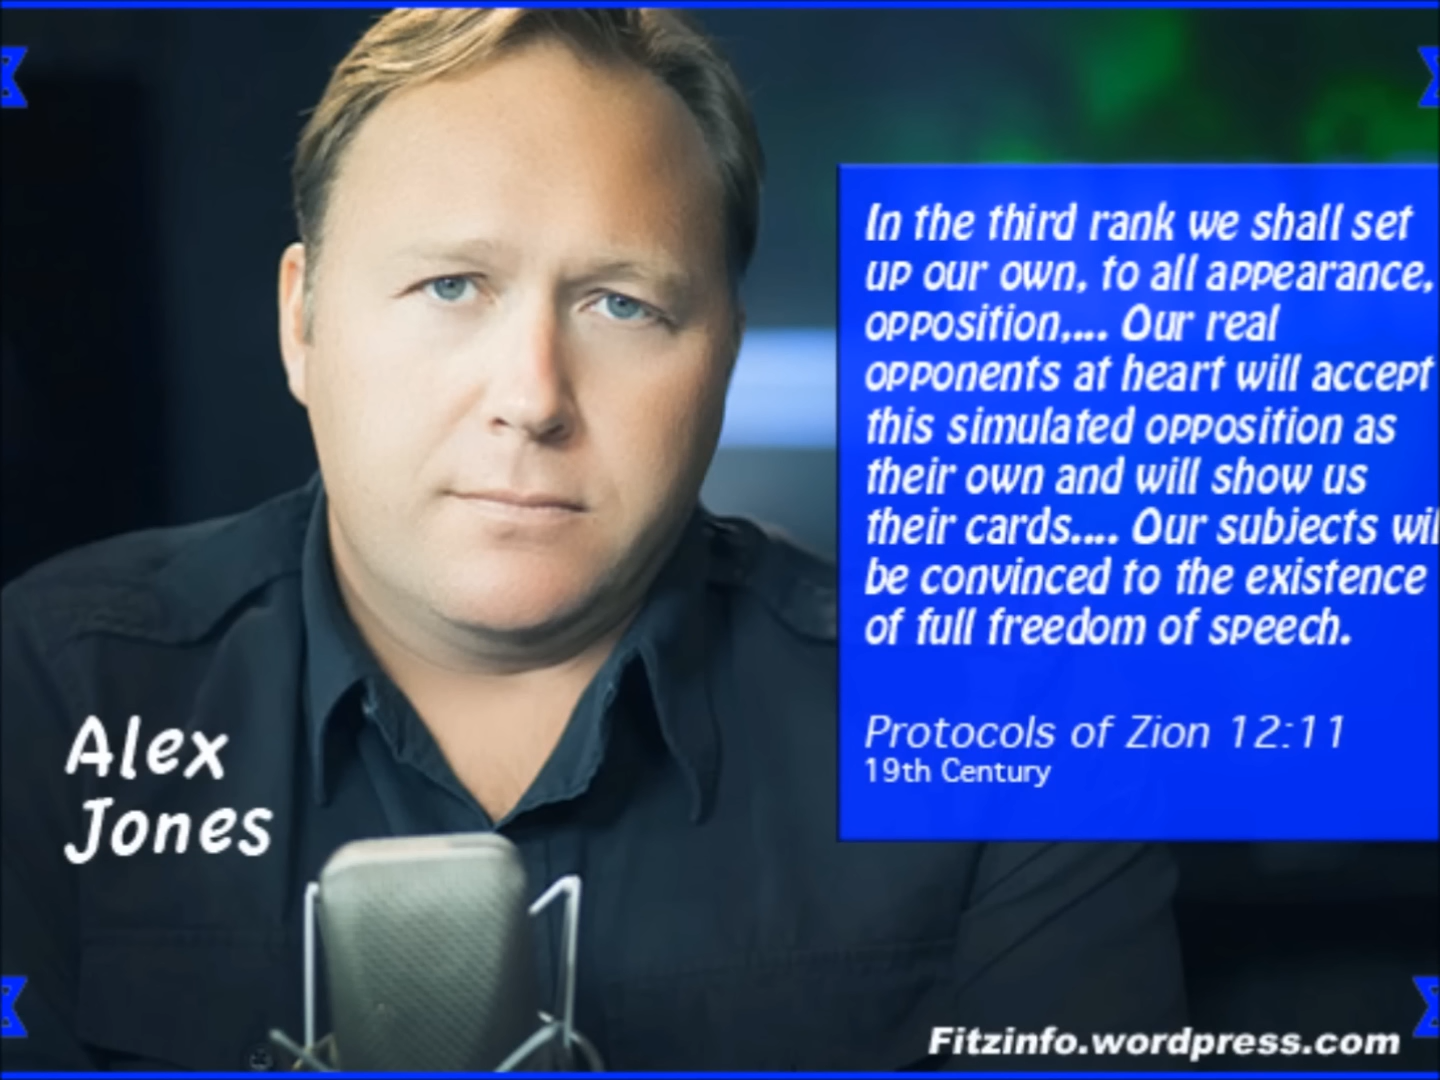 In the third rank we shall set
up our own, to all appearance,
opposition,... Our real
opponents at heart will accept
this simulated opposition as
their own and will show us
their cards.... Our subjects wil
be convinced to the existence
of full freedom of speech.
Protocols of Zion 12:11
19th Century
Alex
Jones
Fitzinfo.wordpress.com